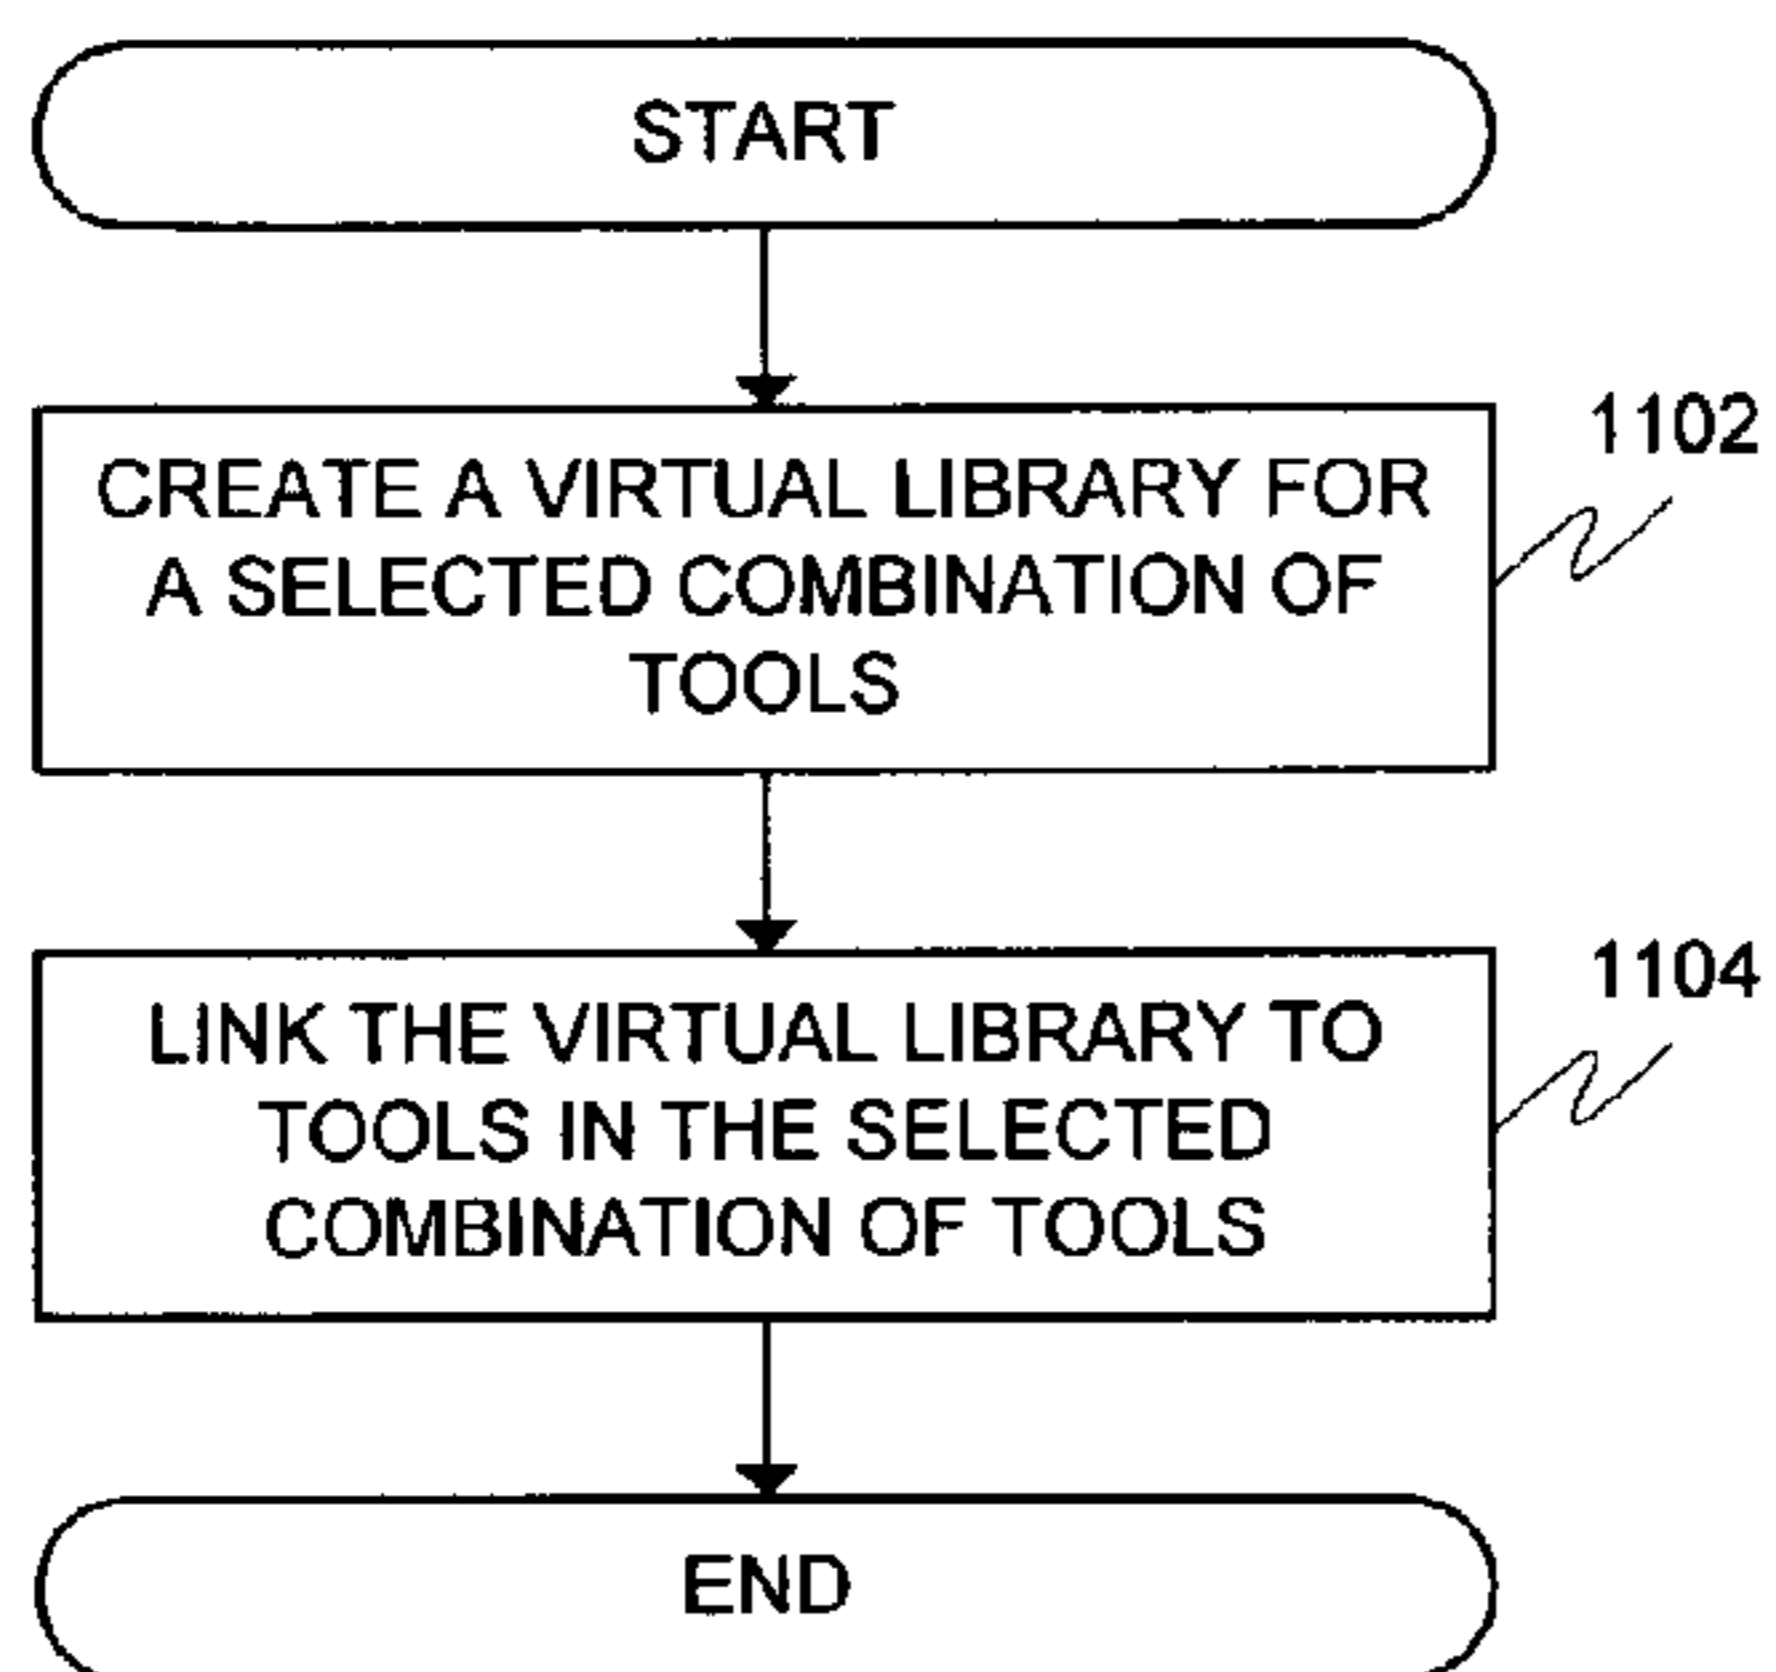 START
1102
CREATE A VIRTUAL LIBRARY FOR
A SELECTED COMBINATION OF
TOOLS
1104
LINK THE VIRTUAL LIBRARY TO
TOOLS IN THE SELECTED
COMBINATION OF TOOLS
END